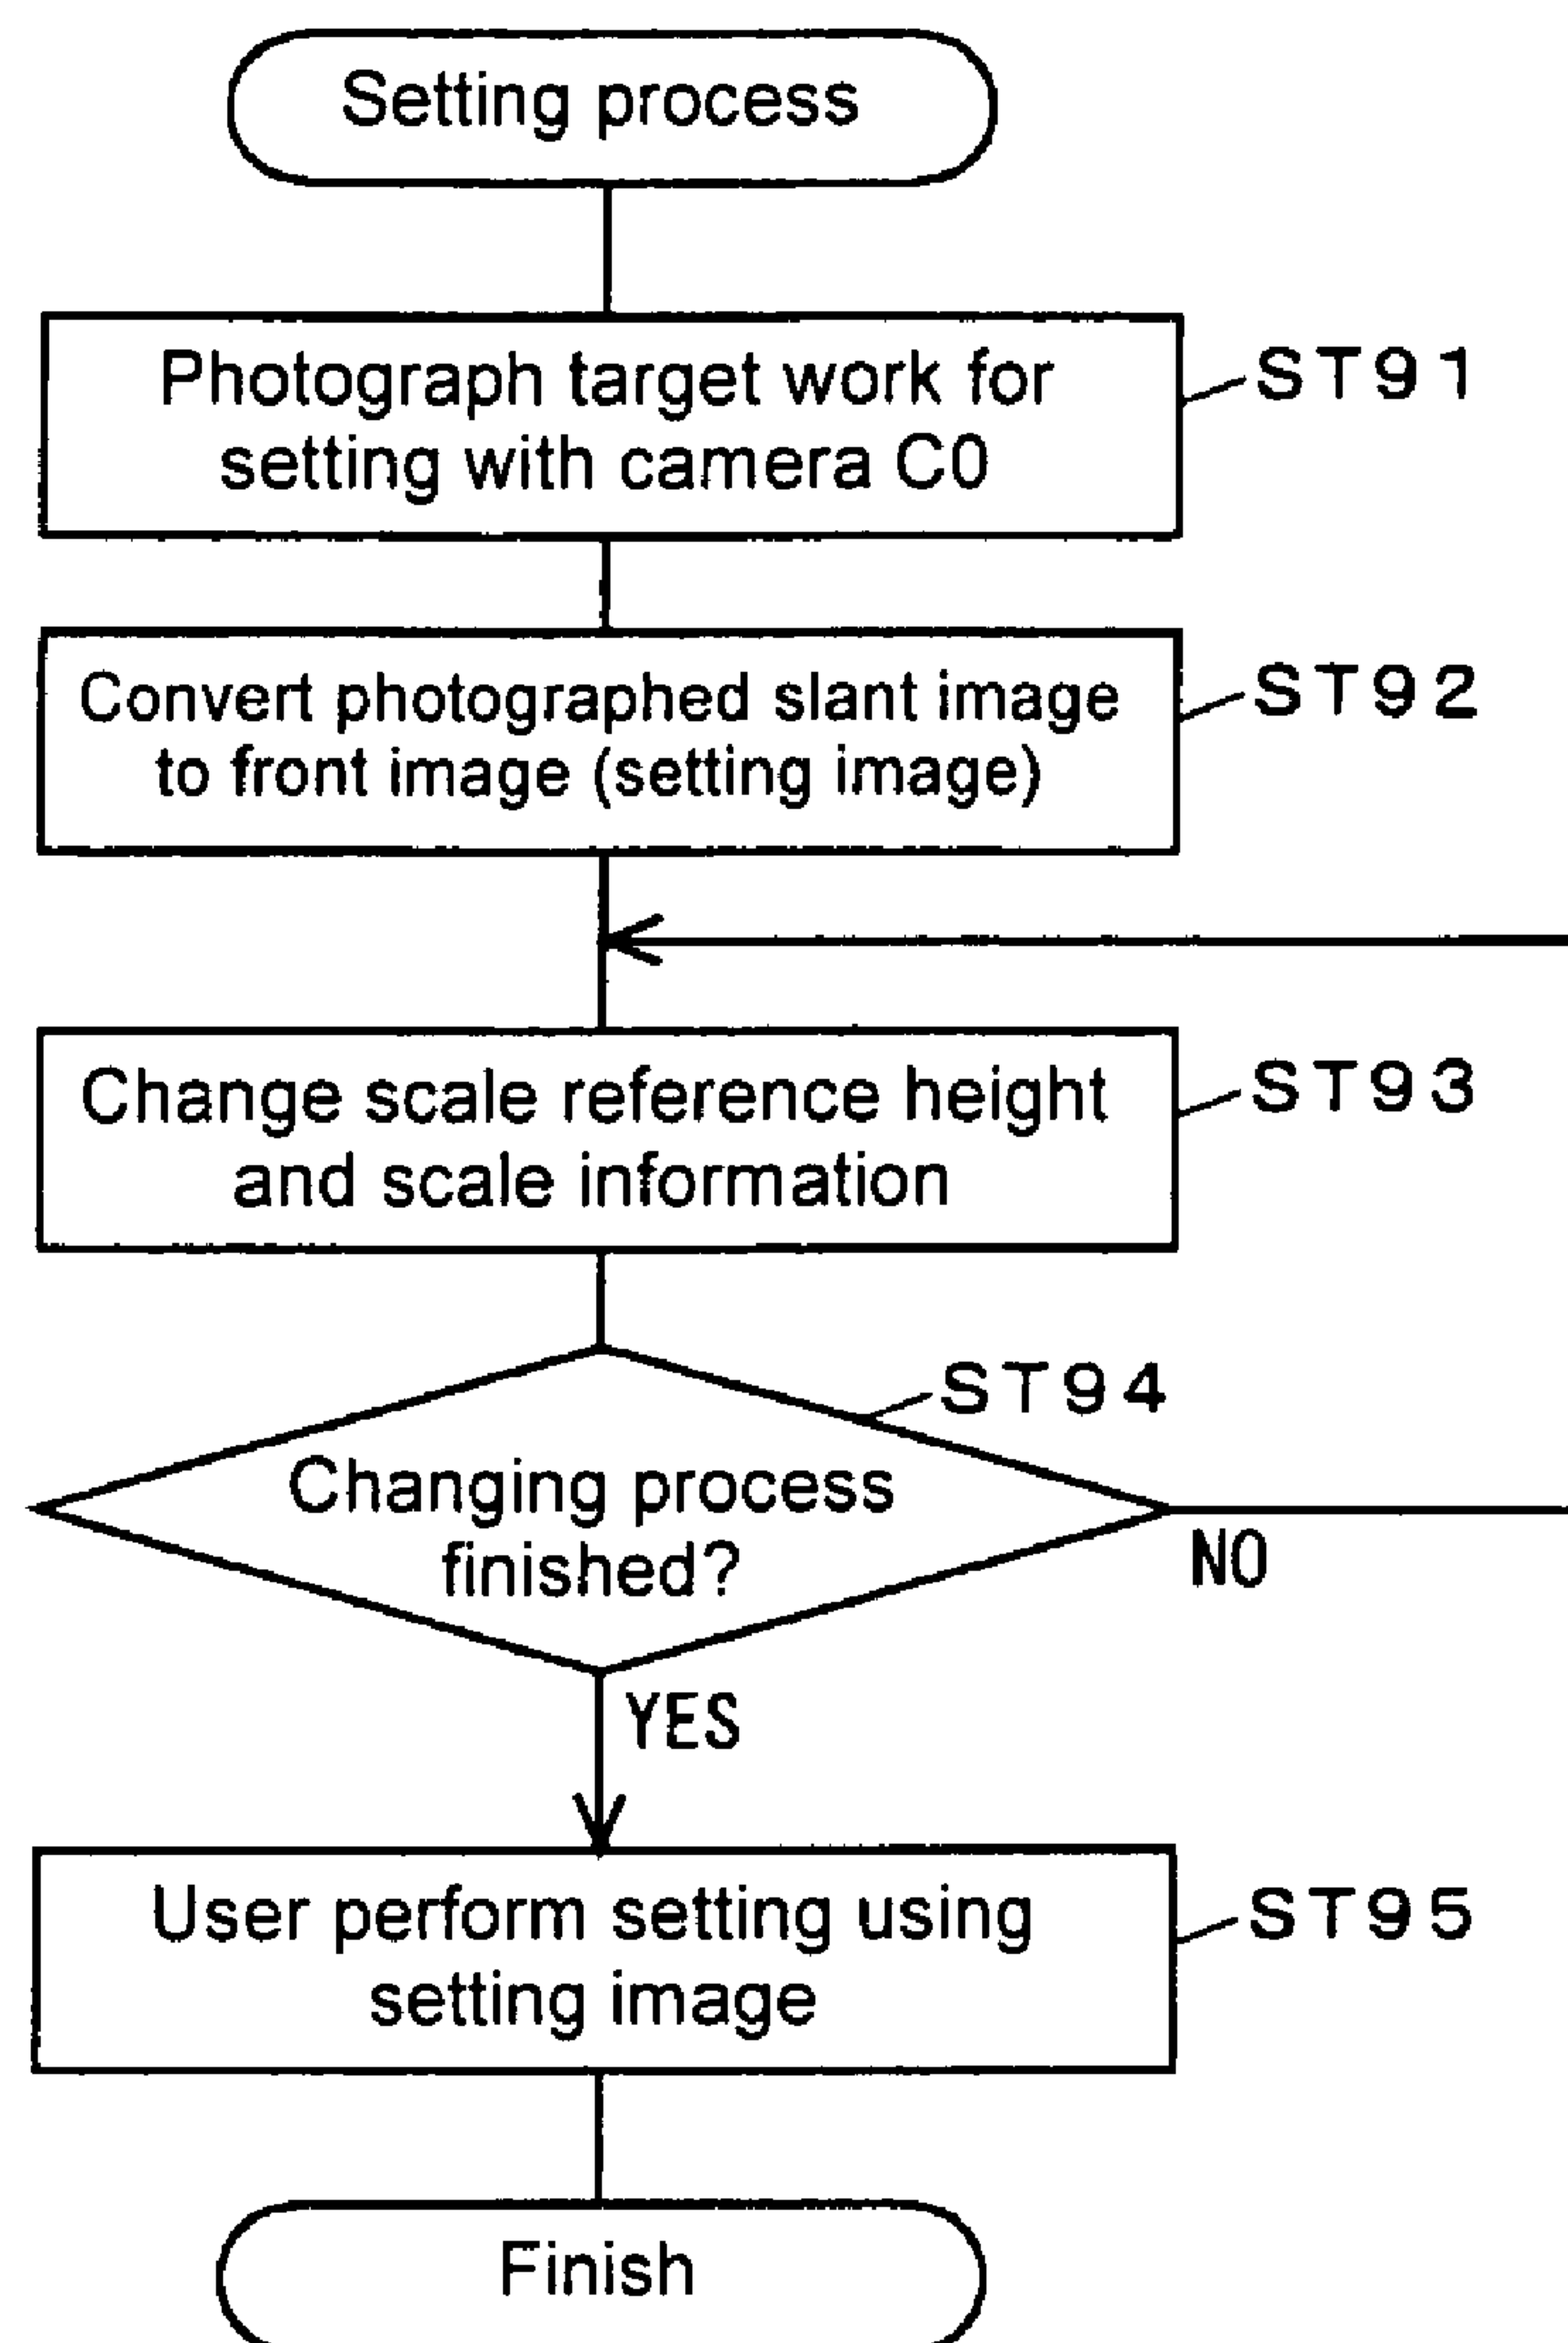 Setting process
Photograph target work for
setting with camera C0
ST91
Convert photographed slant image
to front image (setting image)
ST92
Change scale reference height
and scale information
ST93
ST94
Changing process
finished?
NO
YES
User perform setting using
setting image
ST95
Finish